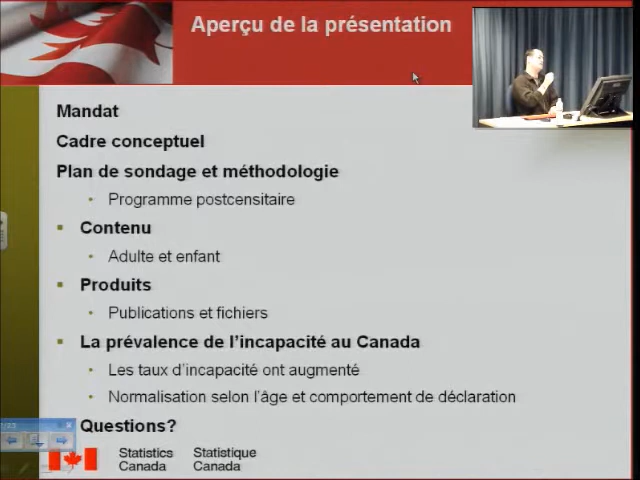 Aperçu de la présentation
Mandat
Cadre conceptuel
Plan de sondage et méthodologie
Programme postcensitaire
Contenu
Adulte et enfant
Produits
Publications et fichiers
La prévalence de l'incapacité au Canada
Les taux d'incapacité ont augmenté
Normalisation selon l'âge et comportement de déclaration
Questions?
Statistics Statistique
Canada Canada